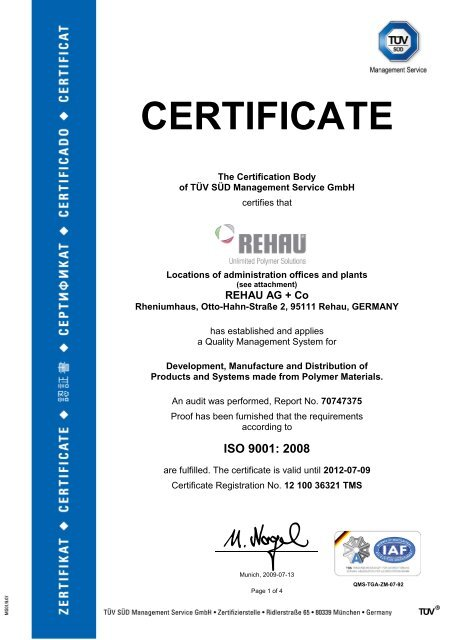 TÜV
SÜD
Management Service
CERTIFICATE
The Certification Body
of TÜV SÜD Management Service GmbH
certifies that
REHAU
Unlimited Polymer Solutions
Locations of administration offices and plants
(see attachment)
REHAU AG + Co
Rheniumhaus, Otto-Hahn-Straße 2, 95111 Rehau, GERMANY
has established and applies
a Quality Management System for
Development, Manufacture and Distribution of
Products and Systems made from Polymer Materials.
An audit was performed, Report No. 70747375
Proof has been furnished that the requirements
according to
ISO 9001: 2008
are fulfilled. The certificate is valid until 2012-07-09
Certificate Registration No. 12 100 36321 TMS
M. Nagel
IAF
Munich, 2009-07-13
QMS-TGA-ZM-07-92
Page 1 of 4
TÜV SÜD Management Service GmbH • Zertifizierstelle • Ridlerstraße 65 • 80339 München • Germany
TÜV®
ZERTIFIKAT ◆ CERTIFICATE ◆ 認証書 ◆ СЕРТИФИКАТ ◆ CERTIFICADO ◆ CERTIFICAT